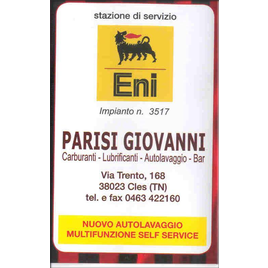 stazione di servizio
Eni
Impianto n. 3517
PARISI GIOVANNI
Carburanti - Lubrificanti - Autolavaggio - Bar
Via Trento, 168
38023 Cles (TN)
tel. e fax 0463 422160
NUOVO AUTOLAVAGGIO
MULTIFUNZIONE SELF SERVICE